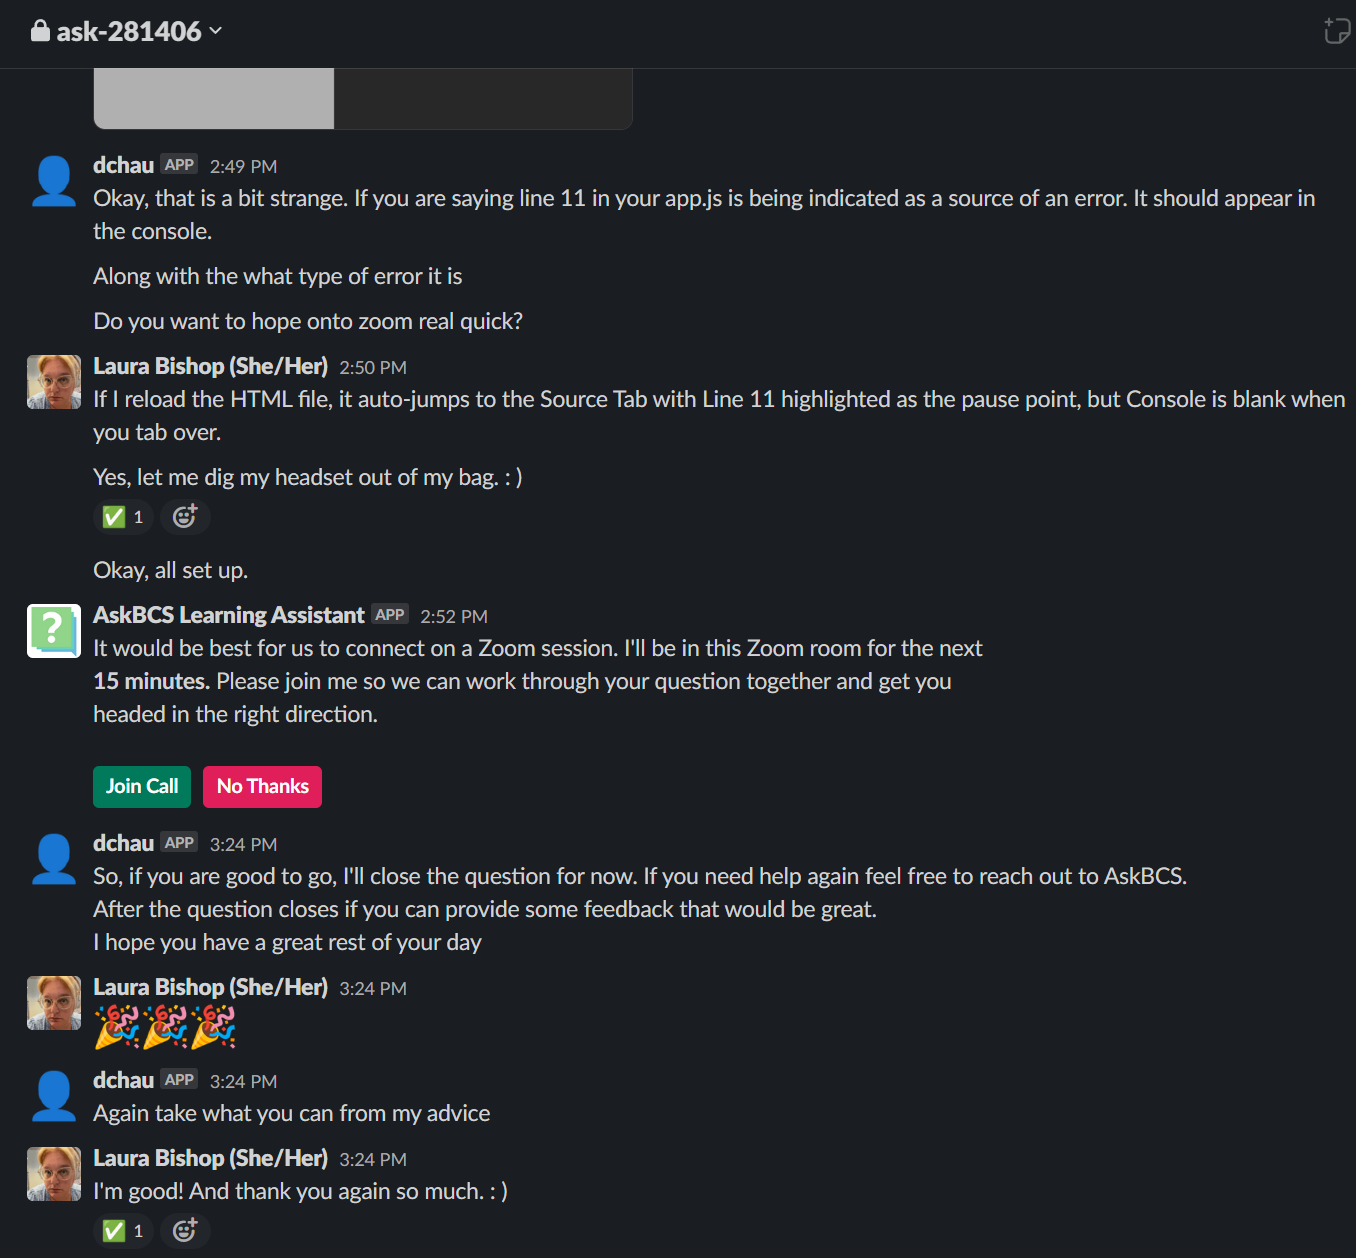 ask-281406
dchau APP 2:49 PM
Okay, that is a bit strange. If you are saying line 11 in your app.js is being indicated as a source of an error. It should appear in
the console.
Along with the what type of error it is
Do you want to hope onto zoom real quick?
Laura Bishop (She/Her) 2:50 PM
If I reload the HTML file, it auto-jumps to the Source Tab with Line 11 highlighted as the pause point, but Console is blank when
you tab over.
Yes, let me dig my headset out of my bag. : )
✅ 1
Okay, all set up.
AskBCS Learning Assistant APP 2:52 PM
It would be best for us to connect on a Zoom session. I'll be in this Zoom room for the next
15 minutes. Please join me so we can work through your question together and get you
headed in the right direction.
Join Call No Thanks
dchau APP 3:24 PM
So, if you are good to go, I'll close the question for now. If you need help again feel free to reach out to AskBCS.
After the question closes if you can provide some feedback that would be great.
I hope you have a great rest of your day
Laura Bishop (She/Her) 3:24 PM
🎉🎉🎉
dchau APP 3:24 PM
Again take what you can from my advice
Laura Bishop (She/Her) 3:24 PM
I'm good! And thank you again so much. : )
✅ 1